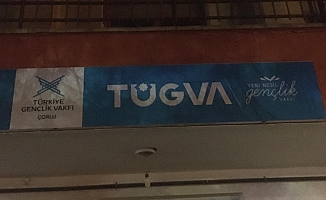 TÜRKİYE
GENÇLİK VAKFI
ÇORLU
TÜGVA
YENİ NESİL
gençlik
VAKFI